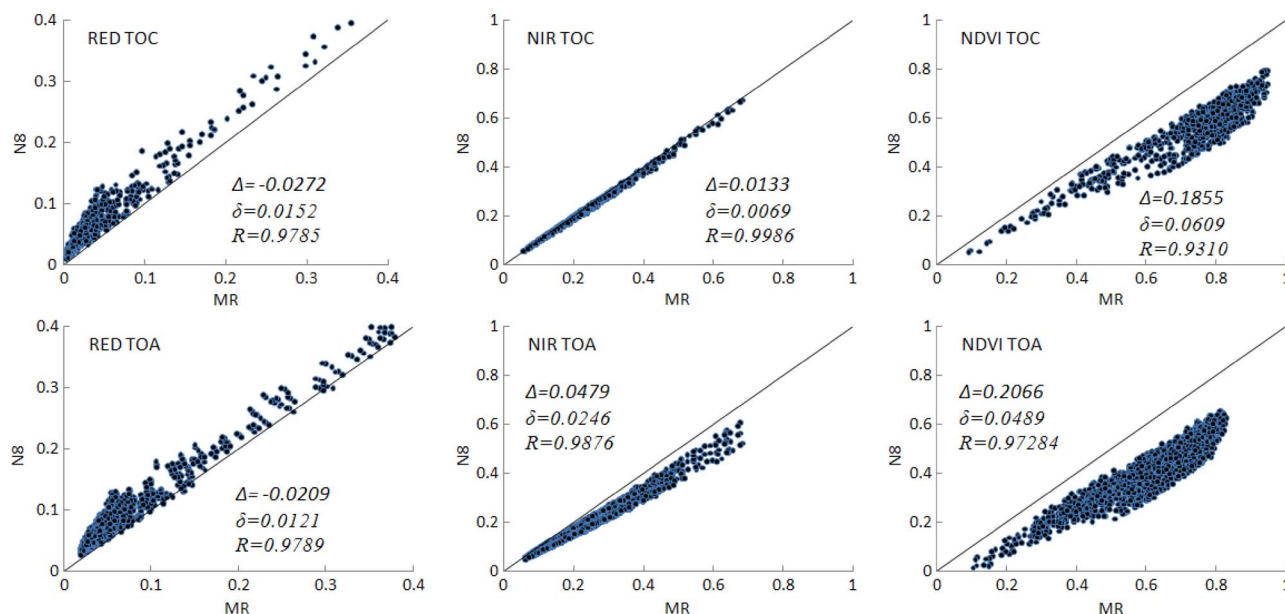 RED TOC
0.4
0.3
0.2
0.1
0
N8
Δ= -0.0272
δ=0.0152
R=0.9785
0 0.1 0.2 0.3 0.4
MR
NIR TOC
1
0.8
0.6
0.4
0.2
0
N8
Δ=0.0133
δ=0.0069
R=0.9986
0 0.2 0.4 0.6 0.8 1
MR
NDVI TOC
1
0.8
0.6
0.4
0.2
0
N8
Δ=0.1855
δ=0.0609
R=0.9310
0 0.2 0.4 0.6 0.8 1
MR
RED TOA
0.4
0.3
0.2
0.1
0
N8
Δ= -0.0209
δ=0.0121
R=0.9789
0 0.1 0.2 0.3 0.4
MR
NIR TOA
1
0.8
0.6
0.4
0.2
0
N8
Δ=0.0479
δ=0.0246
R=0.9876
0 0.2 0.4 0.6 0.8 1
MR
NDVI TOA
1
0.8
0.6
0.4
0.2
0
N8
Δ=0.2066
δ=0.0489
R=0.97284
0 0.2 0.4 0.6 0.8 1
MR